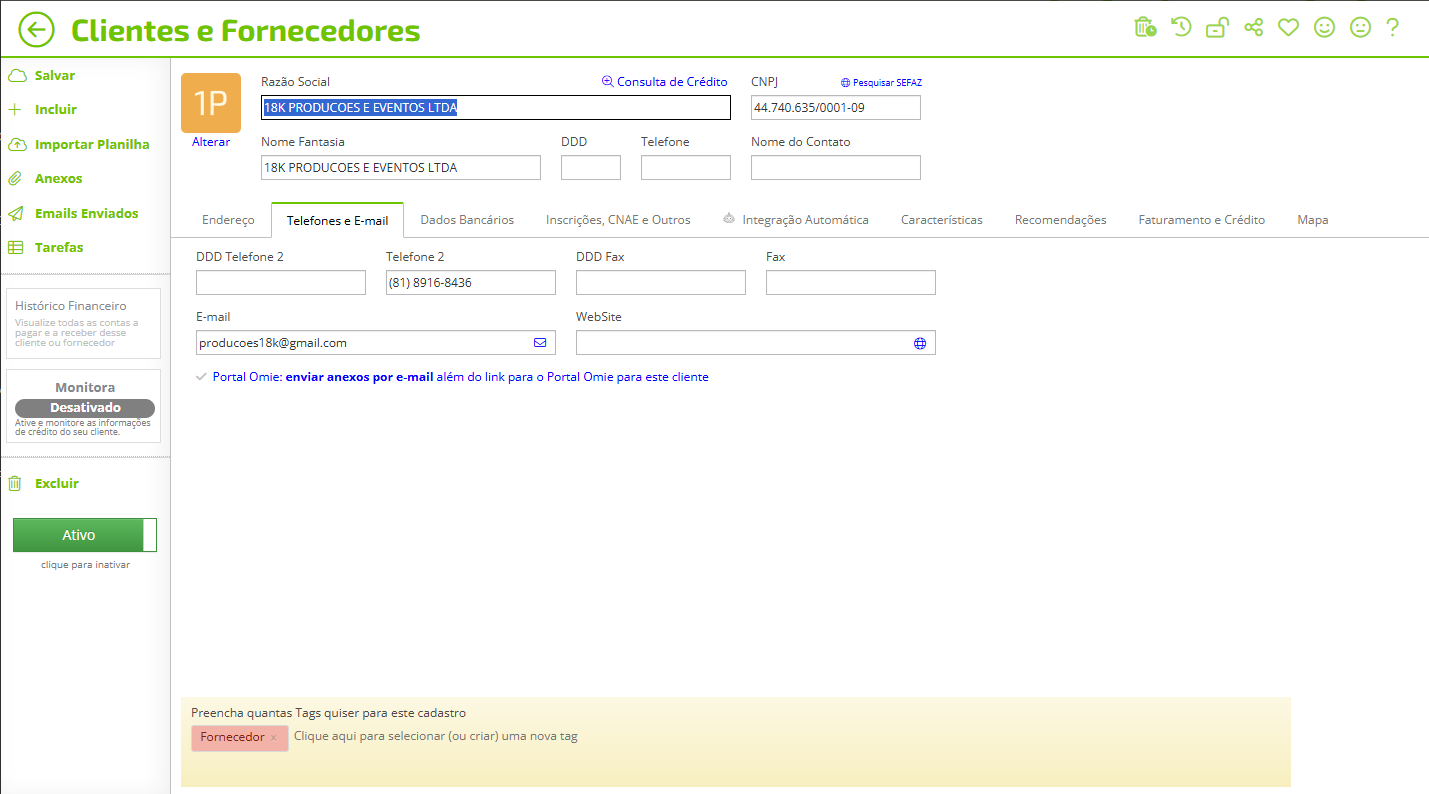 Clientes e Fornecedores
Salvar
Incluir
Importar Planilha
Anexos
Emails Enviados
Tarefas
Histórico Financeiro
Visualize todas as contas a
pagar e a receber desse
cliente ou fornecedor
Monitora
Desativado
Ative e monitore as informações
de crédito do seu cliente.
Excluir
Ativo
clique para inativar
1P
Alterar
Razão Social Consulta de Crédito CNPJ Pesquisar SEFAZ
18K PRODUCOES E EVENTOS LTDA 44.740.635/0001-09
Nome Fantasia DDD Telefone Nome do Contato
18K PRODUCOES E EVENTOS LTDA
Endereço Telefones e E-mail Dados Bancários Inscrições, CNAE e Outros Integração Automática Características Recomendações Faturamento e Crédito Mapa
DDD Telefone 2 Telefone 2 DDD Fax Fax
(81) 8916-8436
E-mail WebSite
producoes18k@gmail.com
Portal Omie: enviar anexos por e-mail além do link para o Portal Omie para este cliente
Preencha quantas Tags quiser para este cadastro
Fornecedor × Clique aqui para selecionar (ou criar) uma nova tag